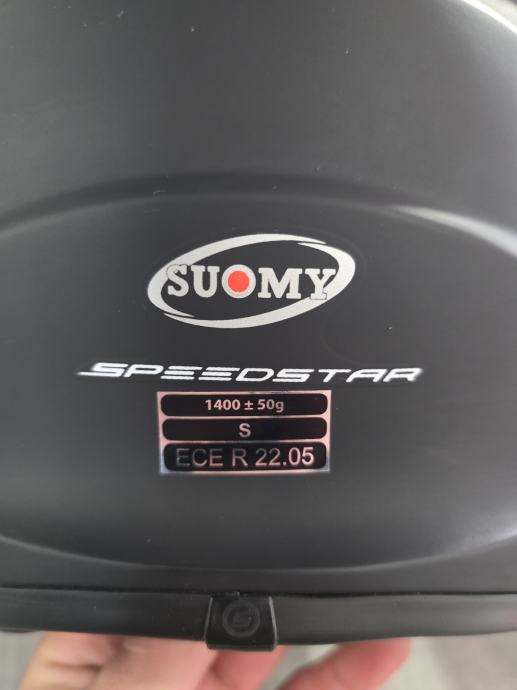 SUOMY
SPEEDSTAR
1400 ± 50g
S
ECE R 22.05